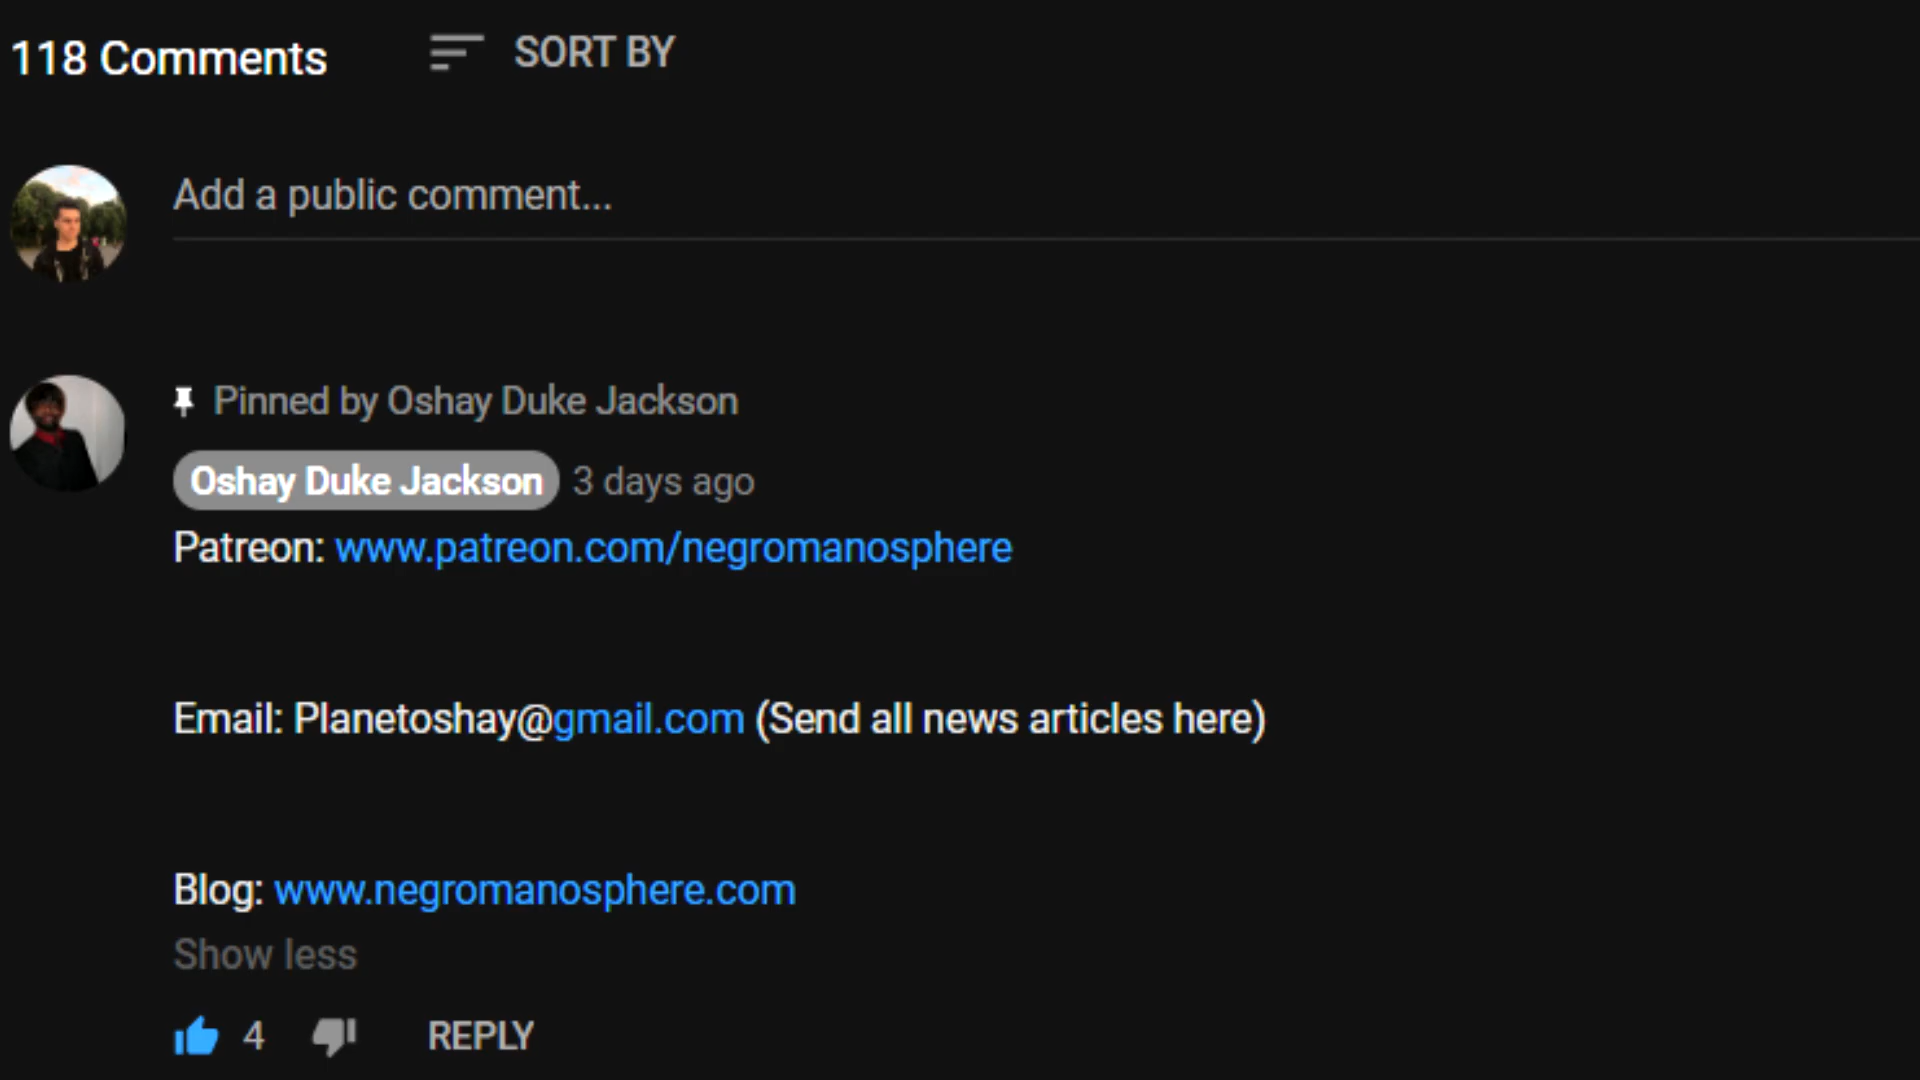 118 Comments
SORT BY
Add a public comment...
Pinned by Oshay Duke Jackson
Oshay Duke Jackson 3 days ago
Patreon: www.patreon.com/negromanosphere
Email: Planetoshay@gmail.com (Send all news articles here)
Blog: www.negromanosphere.com
Show less
4
REPLY